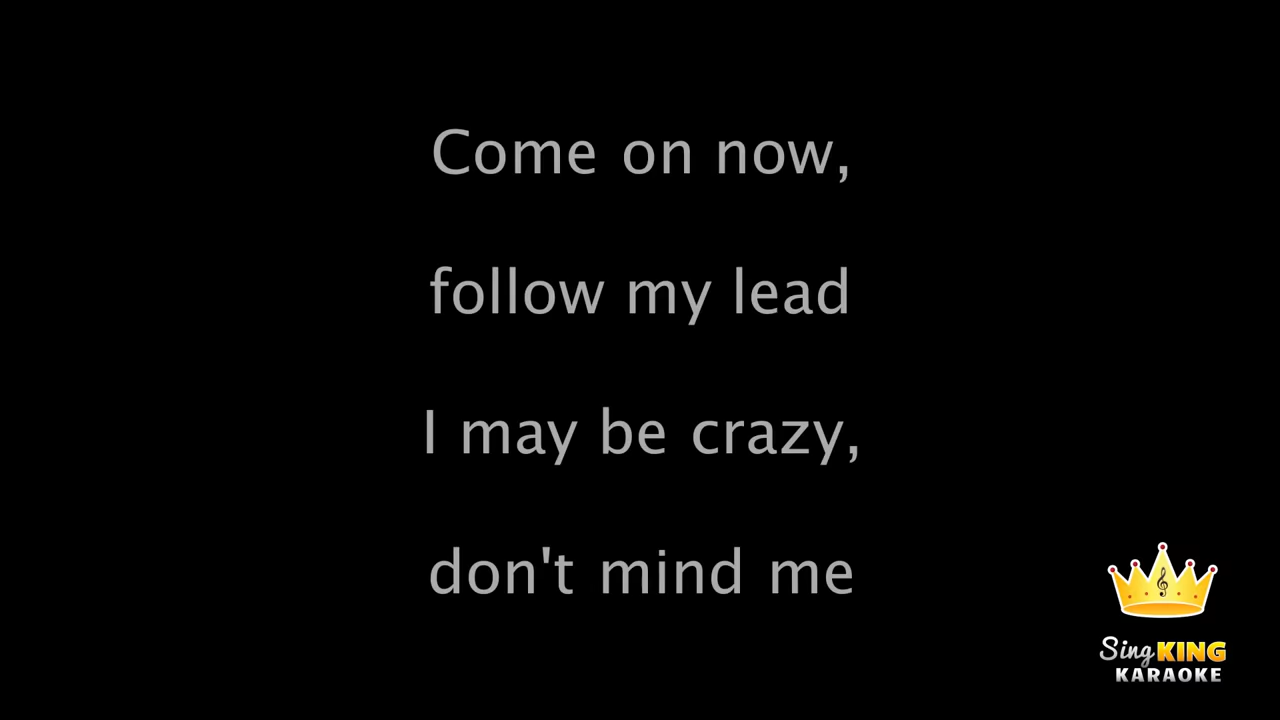 Come on now,
follow my lead
I may be crazy,
don't mind me
Sing KING
KARAOKE